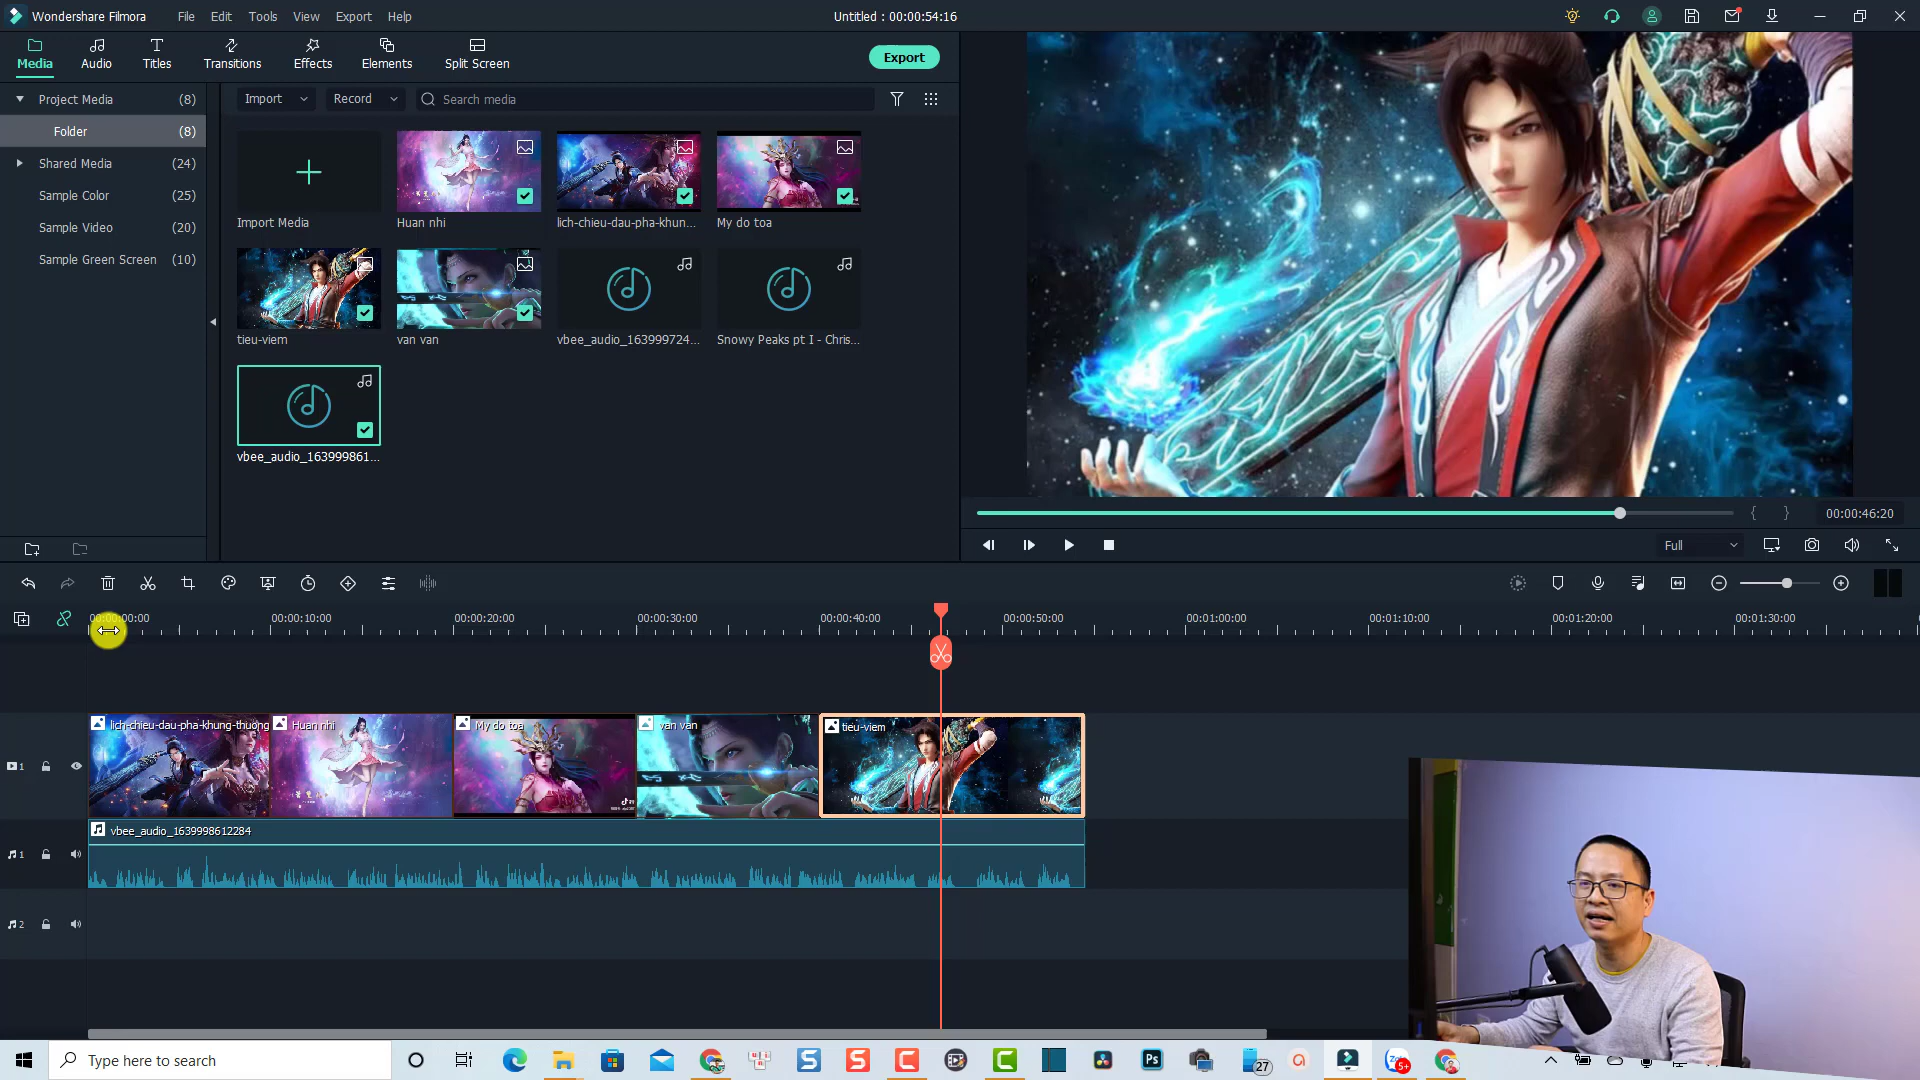 Wondershare Filmora
File
Edit
Tools
View
Export
Help
Untitled : 00:00:54:16
Media
Audio
Titles
Transitions
Effects
Elements
Split Screen
Export
Project Media (8)
Folder (8)
Shared Media (24)
Sample Color (25)
Sample Video (20)
Sample Green Screen (10)
Import
Record
Search media
Import Media
Huan nhi
lich-chieu-dau-pha-khun...
My do toa
tieu-viem
van van
vbee_audio_163999724...
Snowy Peaks pt I - Chris...
vbee_audio_163999861...
{ }
00:00:46:20
Full
00:00:00:00
00:00:10:00
00:00:20:00
00:00:30:00
00:00:40:00
00:00:50:00
00:01:00:00
00:01:10:00
00:01:20:00
00:01:30:00
1
lich-chieu-dau-pha-khung-thuong
Huan nhi
My do toa
van van
tieu-viem
1
vbee_audio_1639998612284
2
Type here to search
S
S
C
C
Ps
27
Zalo
5+